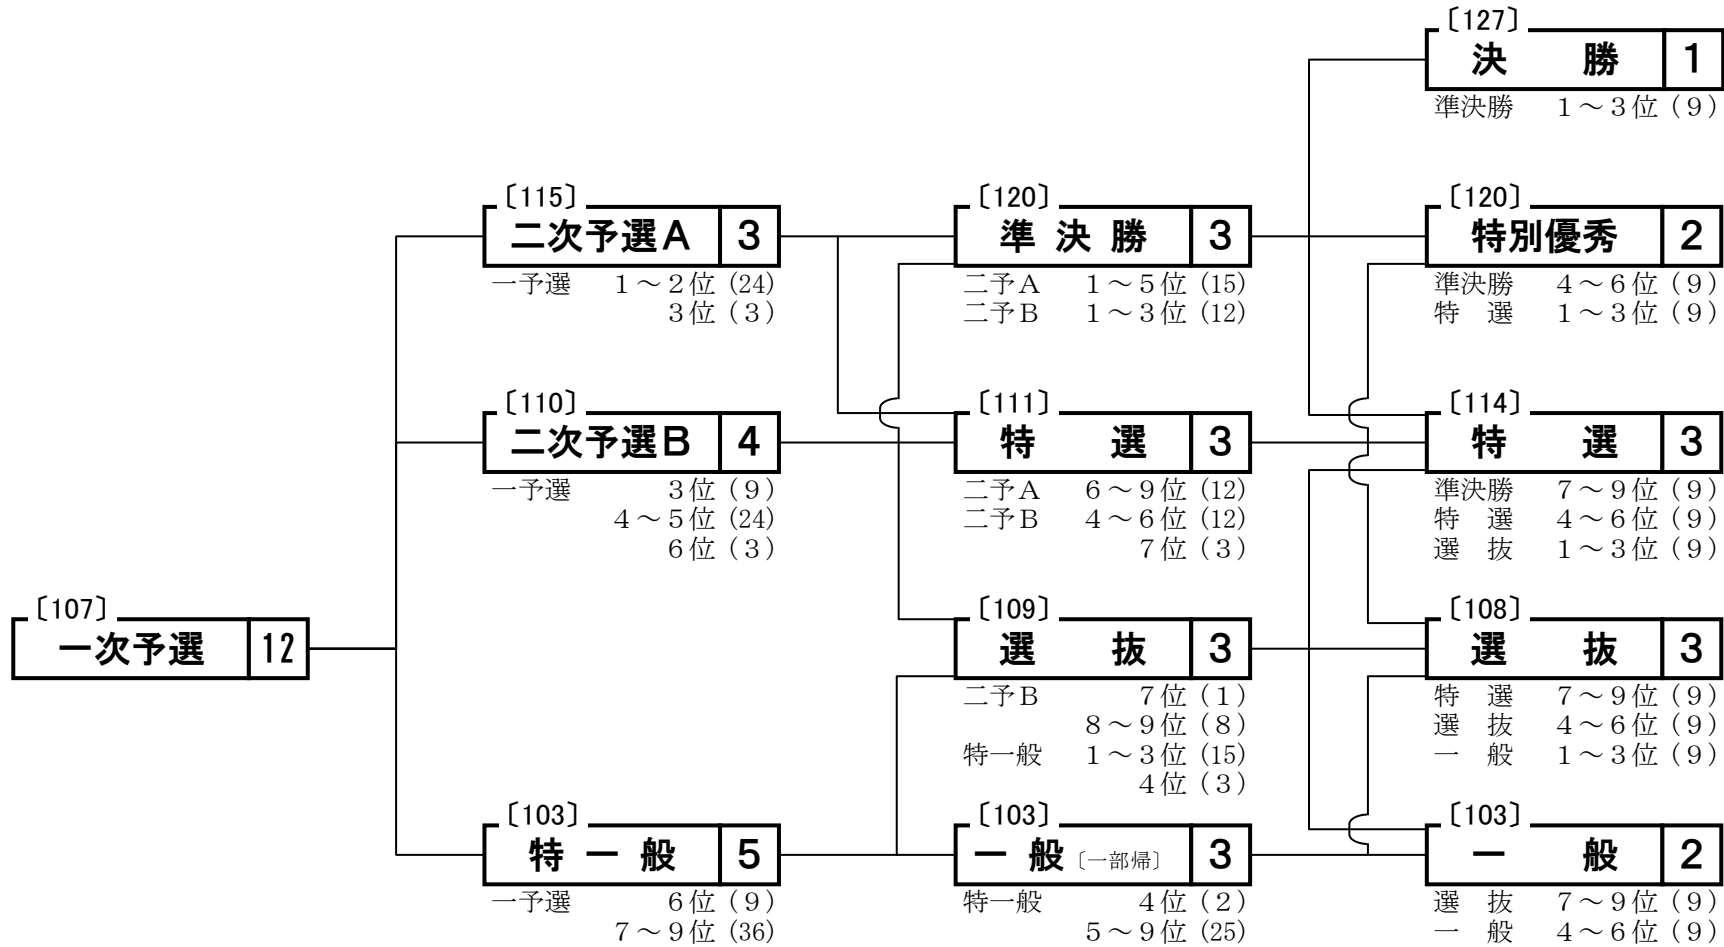 〔107〕
一次予選 12
〔115〕
二次予選A 3
一予選 1～2位 (24)
3位 (3)
〔110〕
二次予選B 4
一予選 3位 (9)
4～5位 (24)
6位 (3)
〔103〕
特一般 5
一予選 6位 (9)
7～9位 (36)
〔120〕
準決勝 3
二予A 1～5位 (15)
二予B 1～3位 (12)
〔111〕
特選 3
二予A 6～9位 (12)
二予B 4～6位 (12)
7位 (3)
〔109〕
選抜 3
二予B 7位 (1)
8～9位 (8)
特一般 1～3位 (15)
4位 (3)
〔103〕
一般〔一部帰〕 3
特一般 4位 (2)
5～9位 (25)
〔127〕
決勝 1
準決勝 1～3位 (9)
〔120〕
特別優秀 2
準決勝 4～6位 (9)
特選 1～3位 (9)
〔114〕
特選 3
準決勝 7～9位 (9)
特選 4～6位 (9)
選抜 1～3位 (9)
〔108〕
選抜 3
特選 7～9位 (9)
選抜 4～6位 (9)
一般 1～3位 (9)
〔103〕
一般 2
選抜 7～9位 (9)
一般 4～6位 (9)